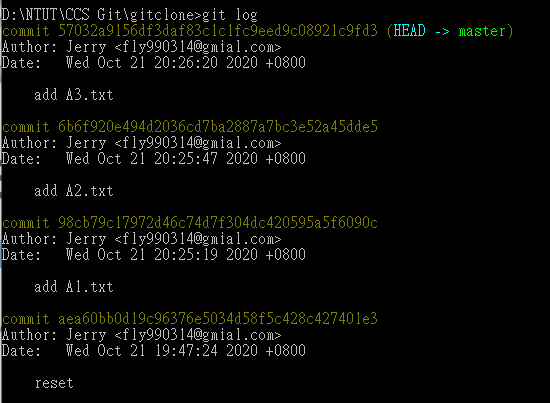 D:\NTUT\CCS Git\gitclone>git log
commit 57032a9156df3daf83c1c1fc9eed9c08921c9fd3 (HEAD -> master)
Author: Jerry <fly990314@gmial.com>
Date:   Wed Oct 21 20:26:20 2020 +0800
add A3.txt
commit 6b6f920e494d2036cd7ba2887a7bc3e52a45dde5
Author: Jerry <fly990314@gmial.com>
Date:   Wed Oct 21 20:25:47 2020 +0800
add A2.txt
commit 98cb79c17972d46c74d7f304dc420595a5f6090c
Author: Jerry <fly990314@gmial.com>
Date:   Wed Oct 21 20:25:19 2020 +0800
add A1.txt
commit aea60bb0d19c96376e5034d58f5c428c427401e3
Author: Jerry <fly990314@gmial.com>
Date:   Wed Oct 21 19:47:24 2020 +0800
reset